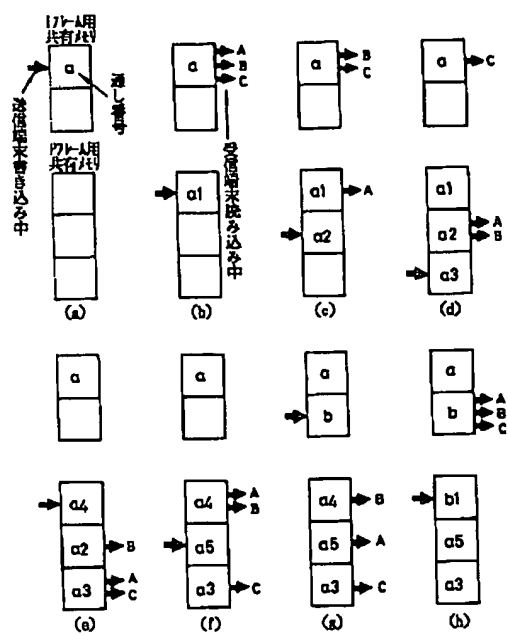 Iフレーム用
共有メモリ
a
通し番号
送信端末書き込み中
Pフレーム用
共有メモリ
(a)
a
A
B
C
受信端末読み込み中
a1
(b)
a
B
C
a1
A
a2
(c)
a
C
a1
a2
A
B
a3
(d)
a
a4
a2
B
a3
A
C
(e)
a
a4
A
B
a5
a3
C
(f)
a
b
a4
B
a5
A
a3
C
(g)
a
b
A
B
C
b1
a5
a3
(h)